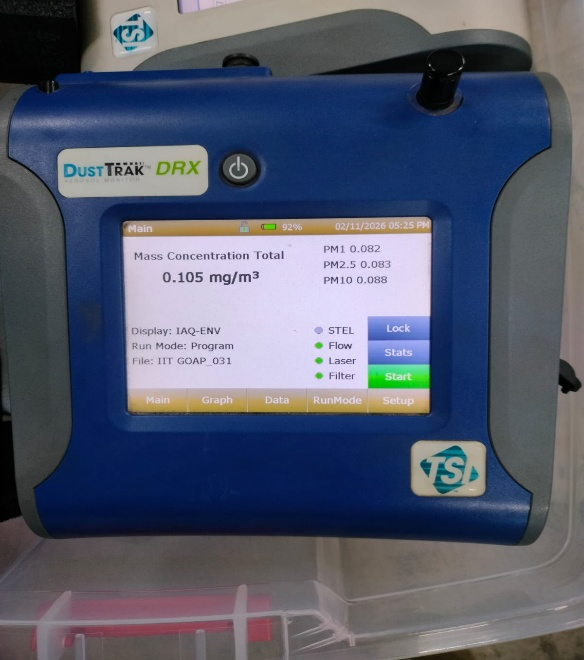 TSI
DUSTTRAK™ DRX
AEROSOL MONITOR
Main 92% 02/11/2026 05:25 PM
Mass Concentration Total
0.105 mg/m³
PM1 0.082
PM2.5 0.083
PM10 0.088
Display: IAQ-ENV
Run Mode: Program
File: IIT GOAP_031
STEL
Flow
Laser
Filter
Lock
Stats
Start
Main Graph Data RunMode Setup
TSI